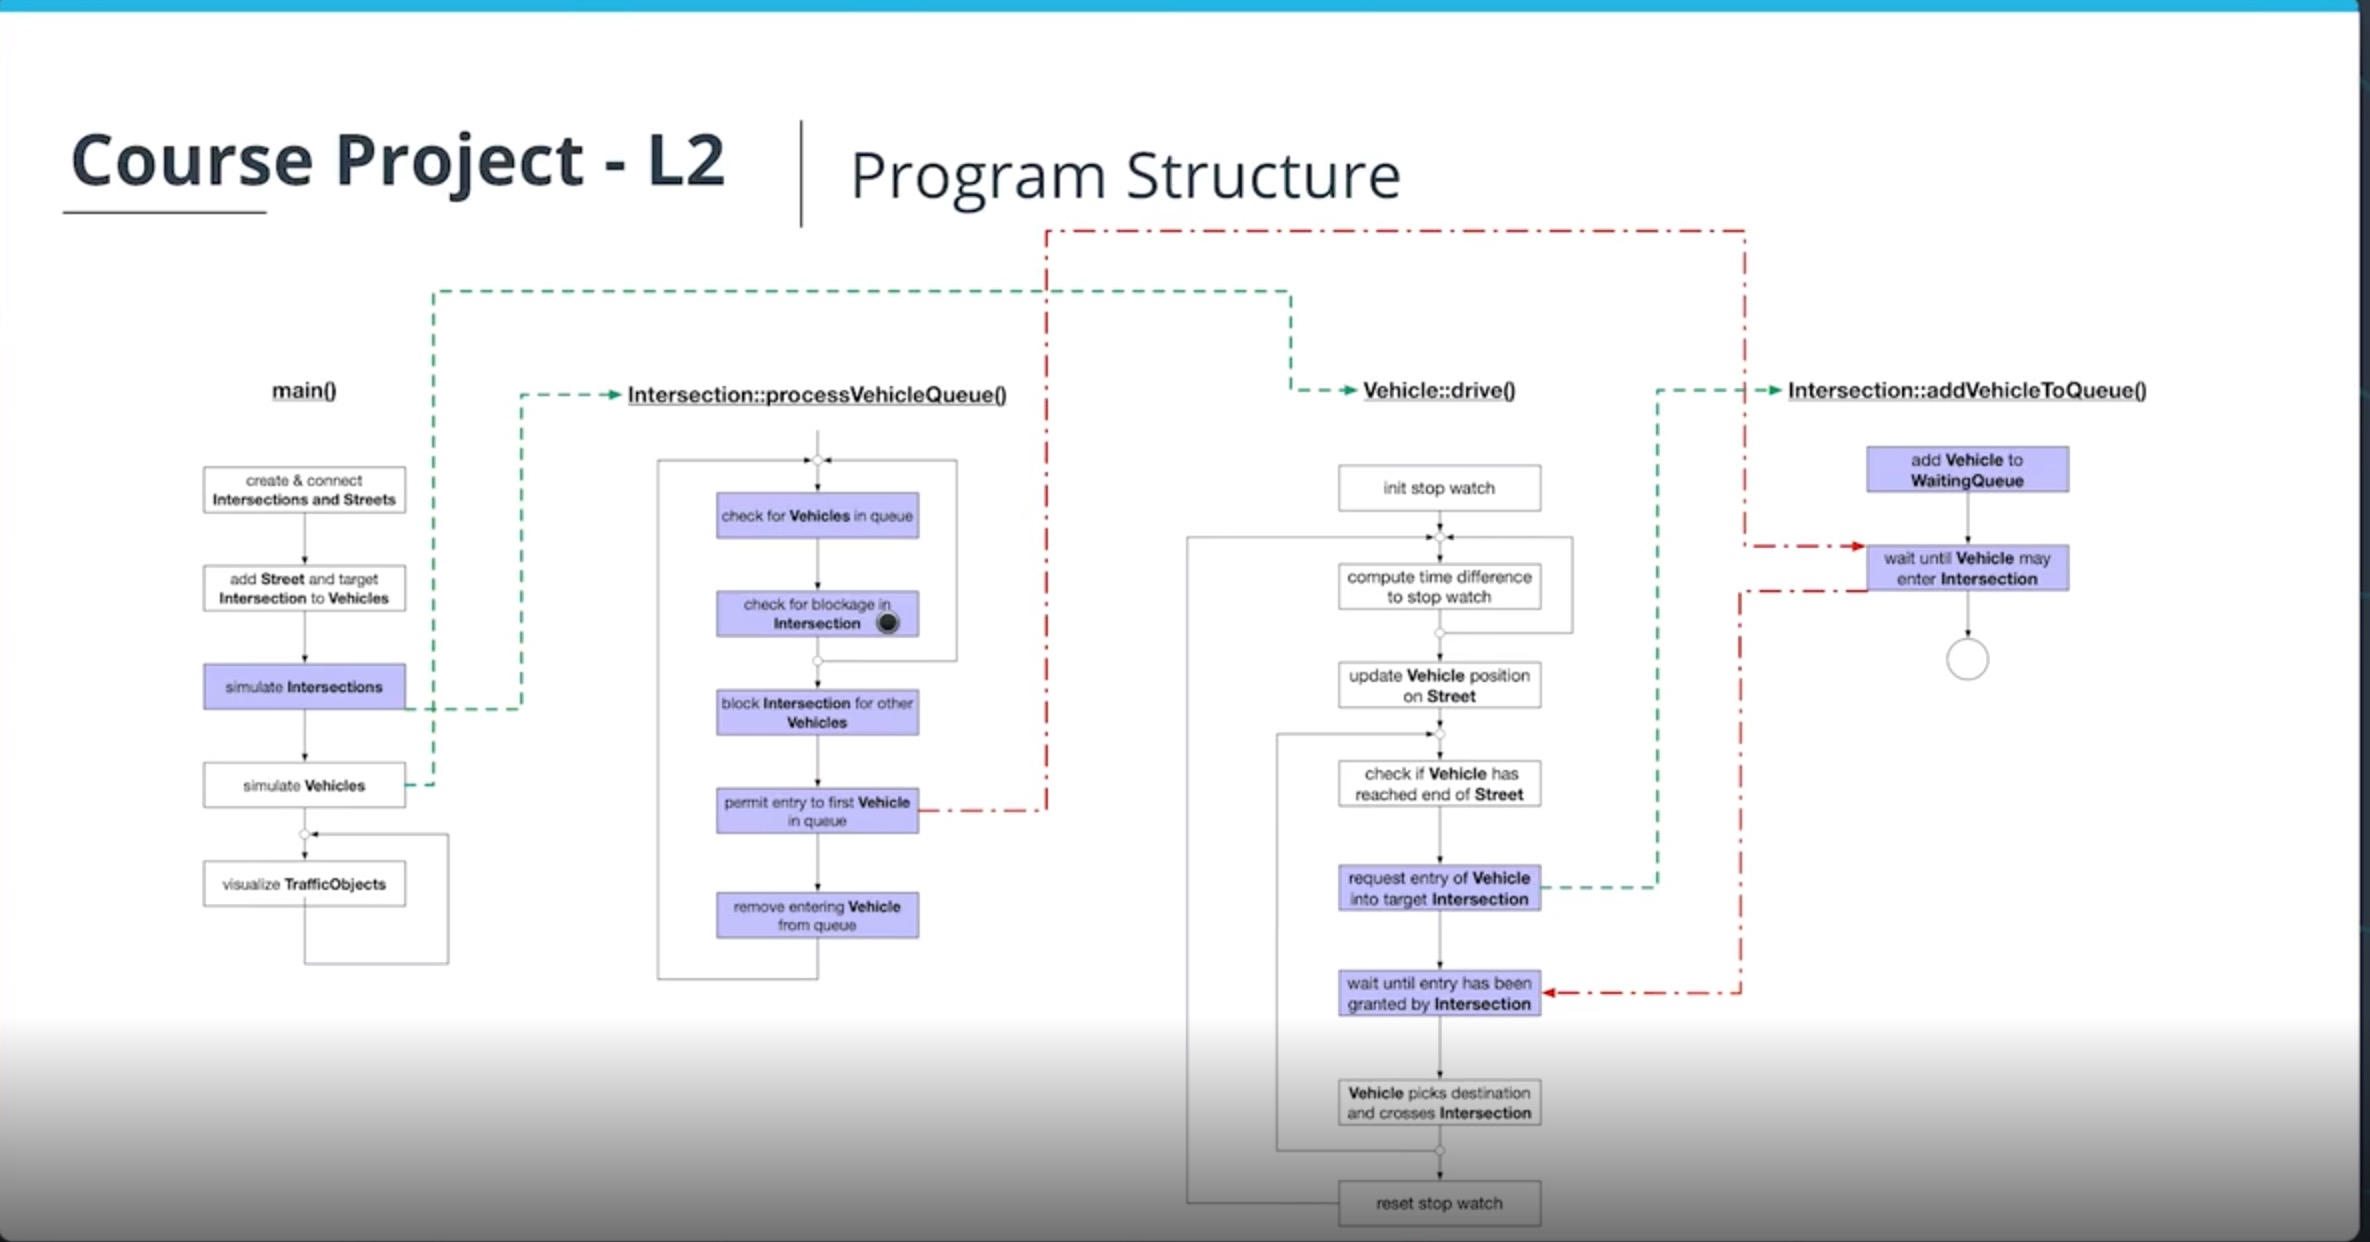 Course Project - L2
Program Structure
main()
create & connect
Intersections and Streets
add Street and target
Intersection to Vehicles
simulate Intersections
simulate Vehicles
visualize TrafficObjects
Intersection::processVehicleQueue()
check for Vehicles in queue
check for blockage in
Intersection
block Intersection for other
Vehicles
permit entry to first Vehicle
in queue
remove entering Vehicle
from queue
Vehicle::drive()
init stop watch
compute time difference
to stop watch
update Vehicle position
on Street
check if Vehicle has
reached end of Street
request entry of Vehicle
into target Intersection
wait until entry has been
granted by Intersection
Vehicle picks destination
and crosses Intersection
reset stop watch
Intersection::addVehicleToQueue()
add Vehicle to
WaitingQueue
wait until Vehicle may
enter Intersection